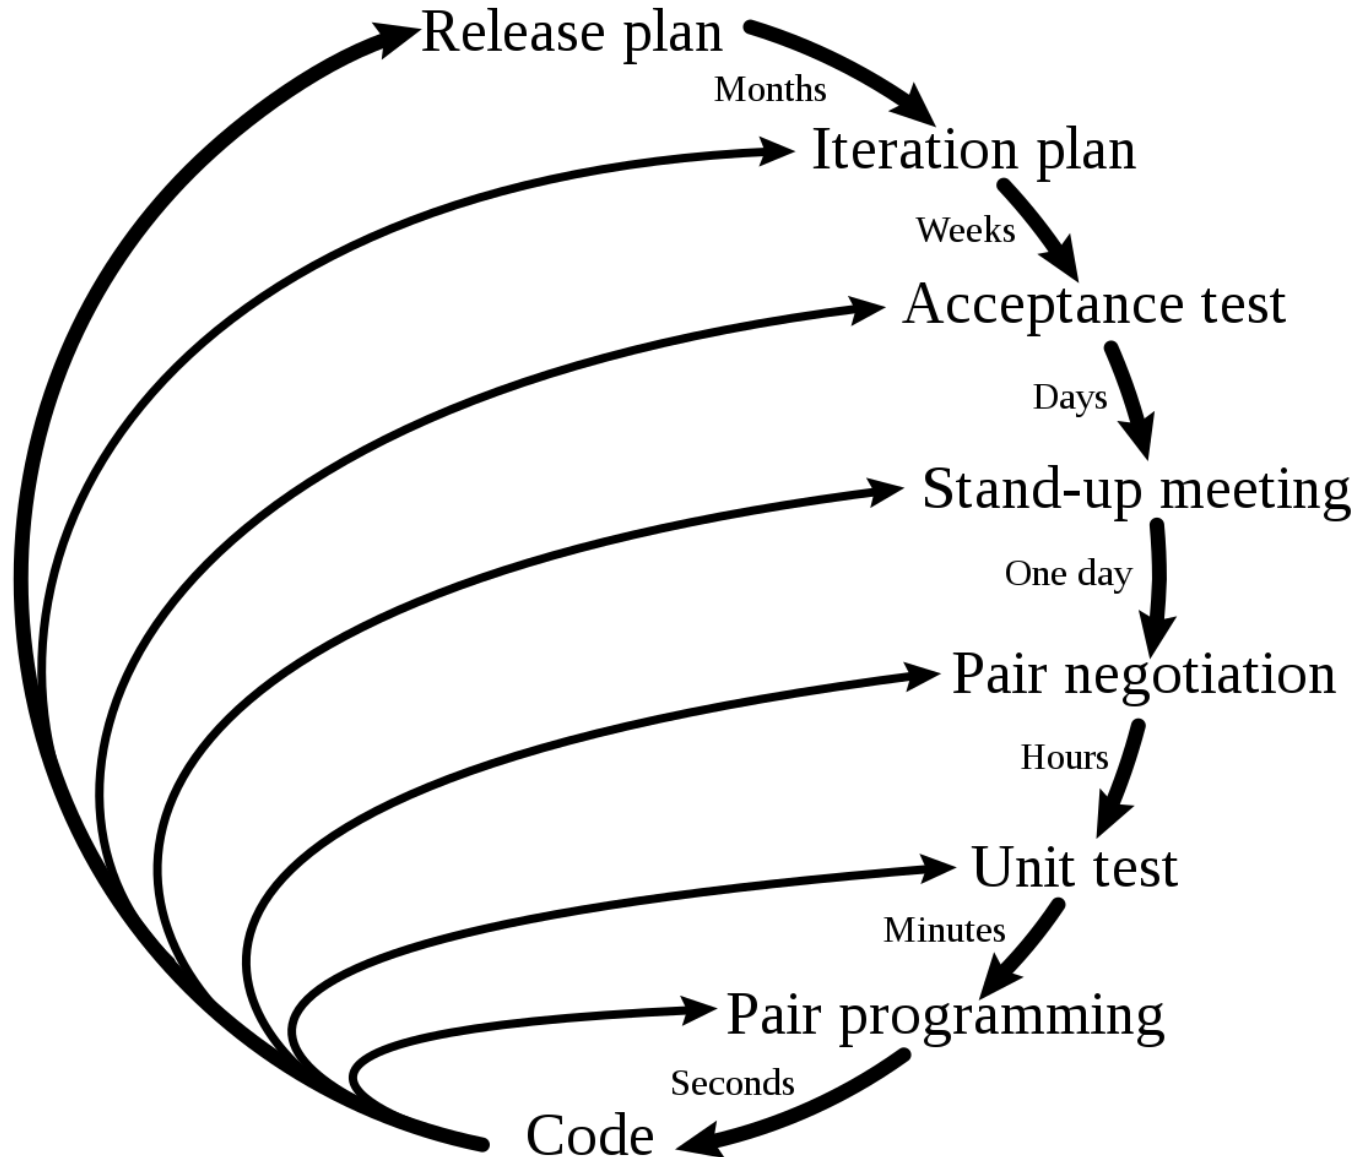 Release plan
Months
Iteration plan
Weeks
Acceptance test
Days
Stand-up meeting
One day
Pair negotiation
Hours
Unit test
Minutes
Pair programming
Seconds
Code